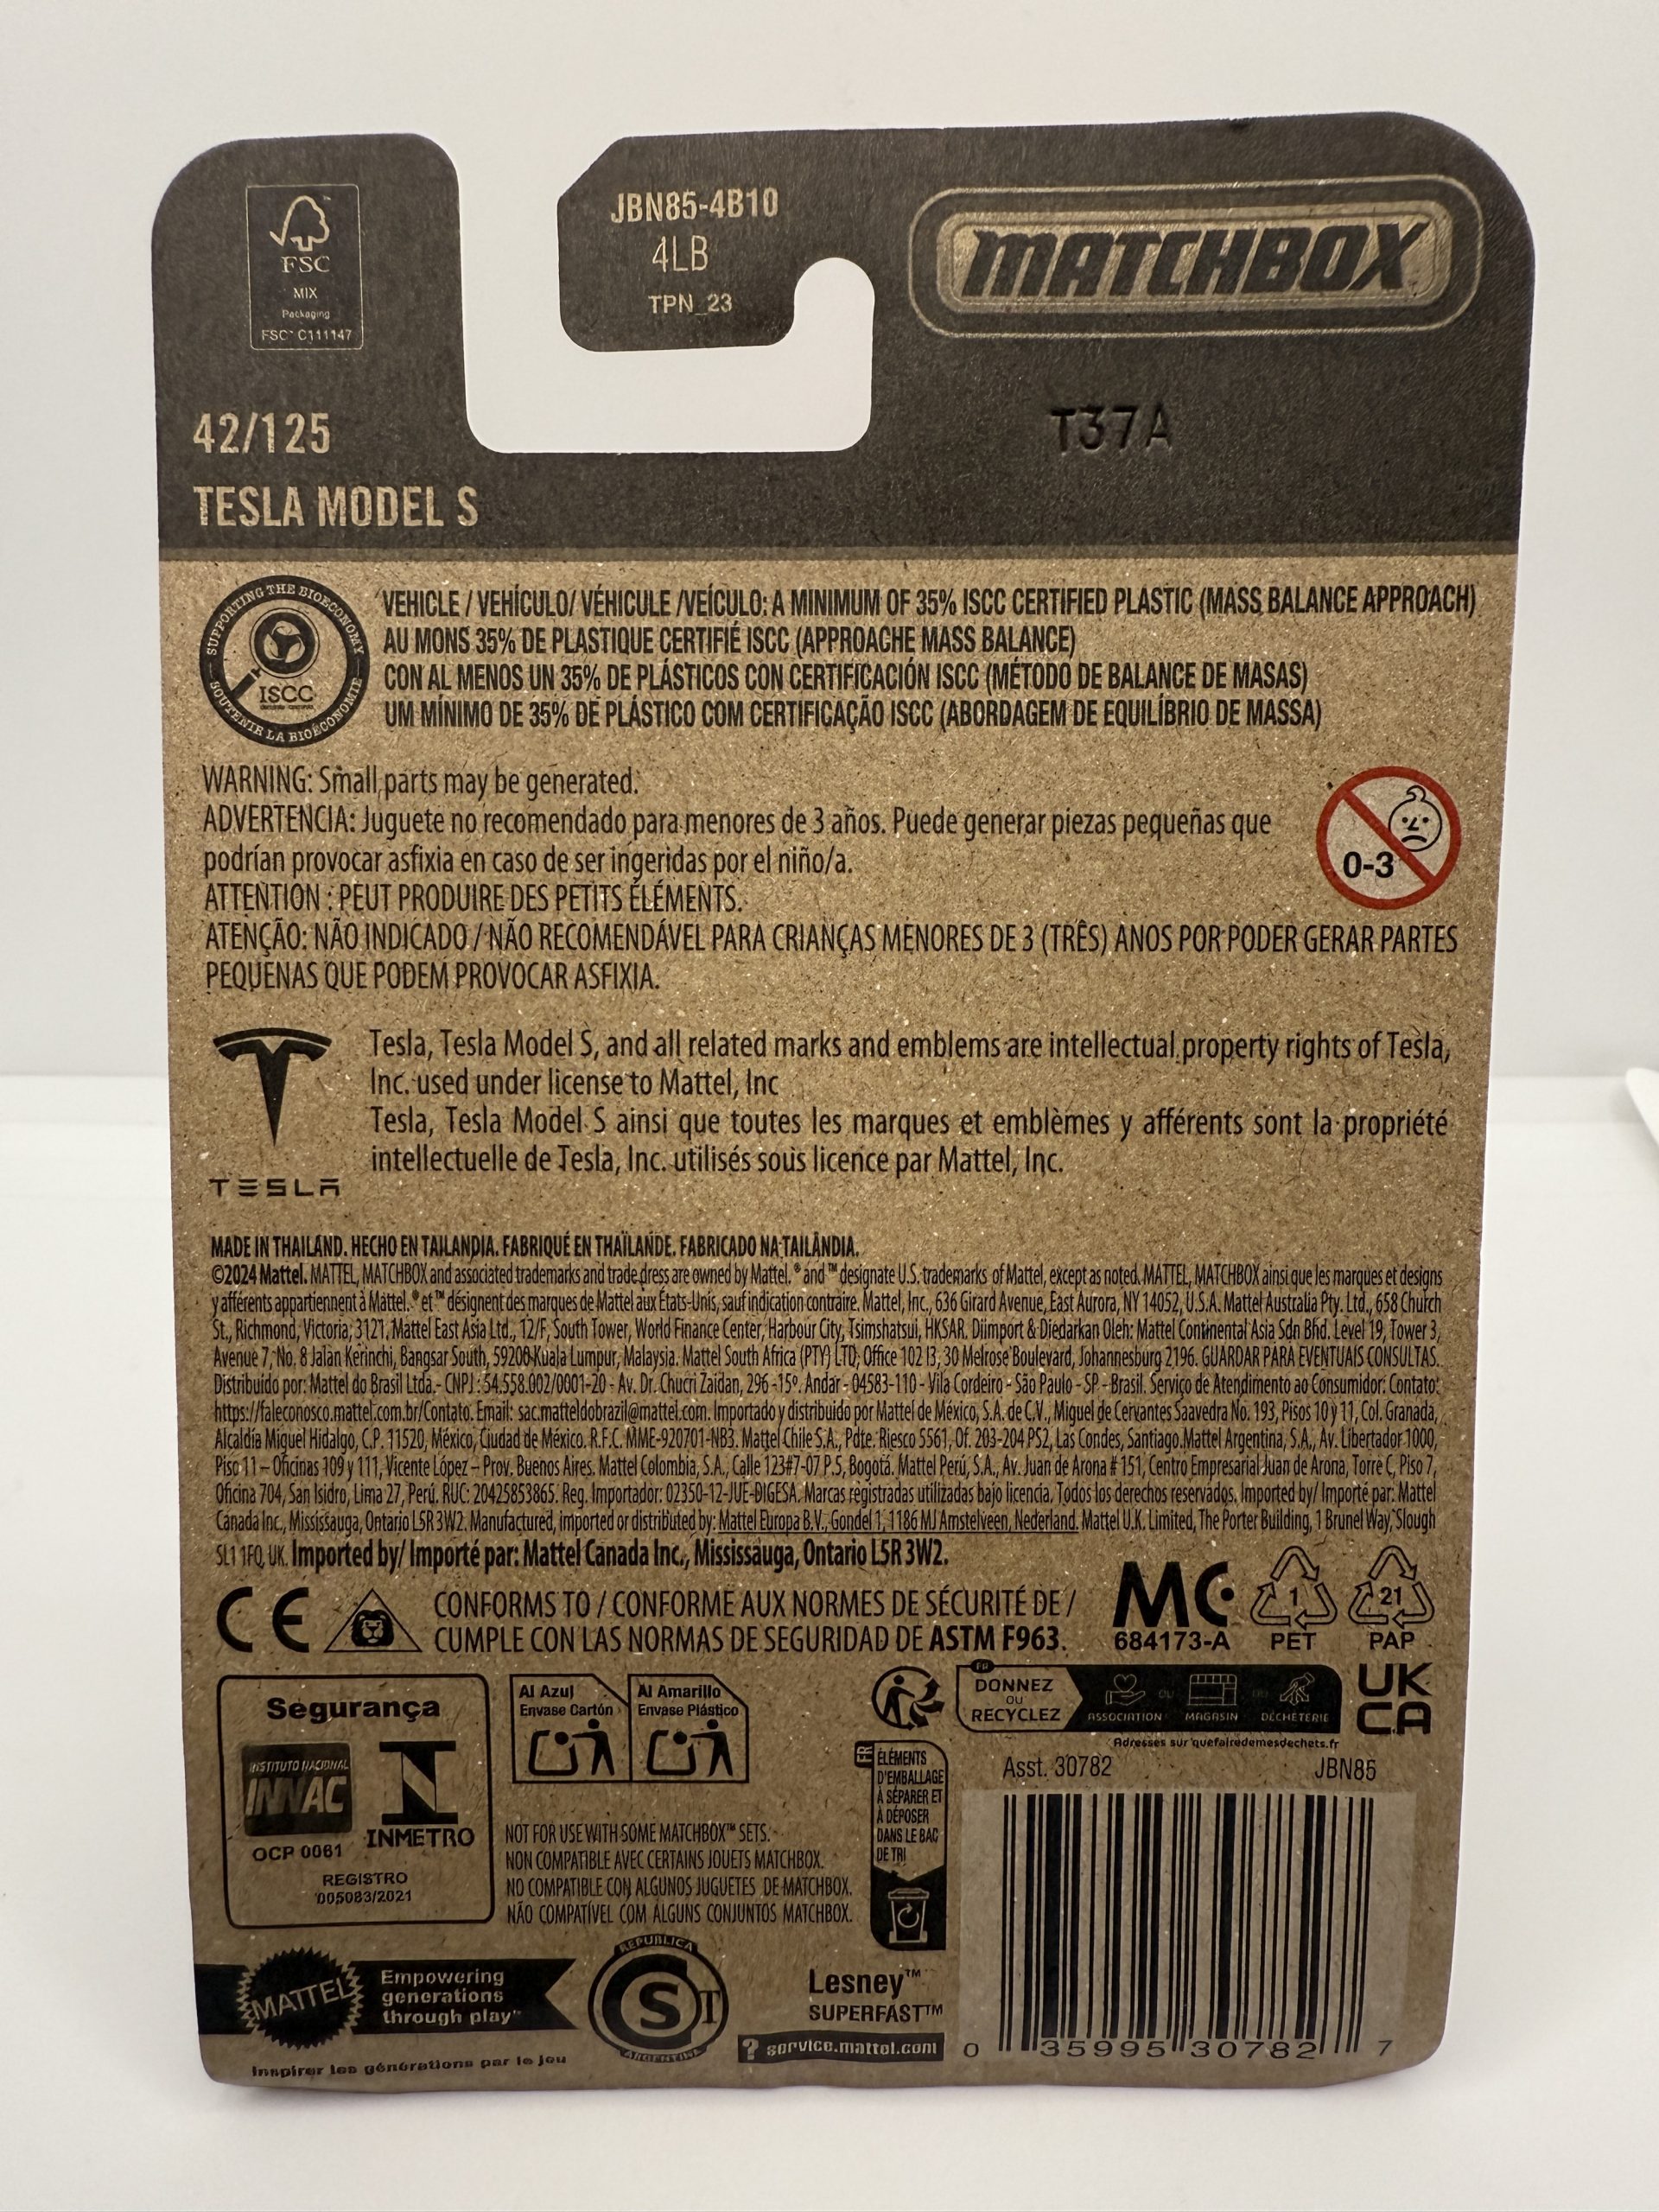 FSC
MIX
Packaging
FSC™ C111147
JBN85-4B10
4LB
TPN_23
MATCHBOX
T37A
42/125
TESLA MODEL S
SUPPORTING THE BIOECONOMY
ISCC
SOUTENIR LA BIOÉCONOMIE
VEHICLE / VEHÍCULO/ VÉHICULE /VEÍCULO: A MINIMUM OF 35% ISCC CERTIFIED PLASTIC (MASS BALANCE APPROACH)
AU MONS 35% DE PLASTIQUE CERTIFIÉ ISCC (APPROACHE MASS BALANCE)
CON AL MENOS UN 35% DE PLÁSTICOS CON CERTIFICACIÓN ISCC (MÉTODO DE BALANCE DE MASAS)
UM MÍNIMO DE 35% DE PLÁSTICO COM CERTIFICAÇÃO ISCC (ABORDAGEM DE EQUILÍBRIO DE MASSA)
WARNING: Small parts may be generated.
ADVERTENCIA: Juguete no recomendado para menores de 3 años. Puede generar piezas pequeñas que
podrían provocar asfixia en caso de ser ingeridas por el niño/a.
ATTENTION : PEUT PRODUIRE DES PETITS ÉLÉMENTS.
ATENÇÃO: NÃO INDICADO / NÃO RECOMENDÁVEL PARA CRIANÇAS MENORES DE 3 (TRÊS) ANOS POR PODER GERAR PARTES
PEQUENAS QUE PODEM PROVOCAR ASFIXIA.
0-3
Tesla, Tesla Model S, and all related marks and emblems are intellectual property rights of Tesla,
Inc. used under license to Mattel, Inc
Tesla, Tesla Model S ainsi que toutes les marques et emblèmes y afférents sont la propriété
intellectuelle de Tesla, Inc. utilisés sous licence par Mattel, Inc.
TESLA
MADE IN THAILAND. HECHO EN TAILANDIA. FABRIQUÉ EN THAÏLANDE. FABRICADO NA TAILÂNDIA.
©2024 Mattel. MATTEL, MATCHBOX and associated trademarks and trade dress are owned by Mattel. ® and ™ designate U.S. trademarks of Mattel, except as noted. MATTEL, MATCHBOX ainsi que les marques et designs
y afférents appartiennent à Mattel. ® et ™ désignent des marques de Mattel aux États-Unis, sauf indication contraire. Mattel, Inc., 636 Girard Avenue, East Aurora, NY 14052, U.S.A. Mattel Australia Pty. Ltd., 658 Church
St., Richmond, Victoria, 3121. Mattel East Asia Ltd., 12/F, South Tower, World Finance Center, Harbour City, Tsimshatsui, HKSAR. Diimport & Diedarkan Oleh: Mattel Continental Asia Sdn Bhd. Level 19, Tower 3,
Avenue 7, No. 8 Jalan Kerinchi, Bangsar South, 59200 Kuala Lumpur, Malaysia. Mattel South Africa (PTY) LTD, Office 102 I3, 30 Melrose Boulevard, Johannesburg 2196. GUARDAR PARA EVENTUAIS CONSULTAS.
Distribuido por: Mattel do Brasil Ltda.- CNPJ : 54.558.002/0001-20 - Av. Dr. Chucri Zaidan, 296 -15º. Andar - 04583-110 - Vila Cordeiro - São Paulo - SP - Brasil. Serviço de Atendimento ao Consumidor: Contato:
https://faleconosco.mattel.com.br/Contato. Email: sac.matteldobrazil@mattel.com. Importado y distribuido por Mattel de México, S.A. de C.V., Miguel de Cervantes Saavedra No. 193, Pisos 10 y 11, Col. Granada,
Alcaldía Miguel Hidalgo, C.P. 11520, México, Ciudad de México. R.F.C. MME-920701-NB3. Mattel Chile S.A., Pdte. Riesco 5561, Of. 203-204 PS2, Las Condes, Santiago.Mattel Argentina, S.A., Av. Libertador 1000,
Piso 11 – Oficinas 109 y 111, Vicente López – Prov. Buenos Aires. Mattel Colombia, S.A., Calle 123#7-07 P.5, Bogotá. Mattel Perú, S.A., Av. Juan de Arona # 151, Centro Empresarial Juan de Arona, Torre C, Piso 7,
Oficina 704, San Isidro, Lima 27, Perú. RUC: 20425853865. Reg. Importador: 02350-12-JUE-DIGESA. Marcas registradas utilizadas bajo licencia. Todos los derechos reservados. Imported by/ Importé par: Mattel
Canada Inc., Mississauga, Ontario L5R 3W2. Manufactured, imported or distributed by: Mattel Europa B.V., Gondel 1, 1186 MJ Amstelveen, Nederland. Mattel U.K. Limited, The Porter Building, 1 Brunel Way, Slough
SL1 1FQ, UK. Imported by/ Importé par: Mattel Canada Inc., Mississauga, Ontario L5R 3W2.
CE
CONFORMS TO / CONFORME AUX NORMES DE SÉCURITÉ DE /
CUMPLE CON LAS NORMAS DE SEGURIDAD DE ASTM F963.
MC
684173-A
1
PET
21
PAP
Segurança
INSTITUTO NACIONAL
INNAC
OCP 0061
INMETRO
REGISTRO
005083/2021
Al Azul
Envase Cartón
Al Amarillo
Envase Plástico
FR
DONNEZ
OU
RECYCLEZ
ASSOCIATION
OU
MAGASIN
OU
DÉCHÈTERIE
Adresses sur quefairedemesdechets.fr
UK
CA
FR
ÉLÉMENTS
D'EMBALLAGE
À SÉPARER ET
À DÉPOSER
DANS LE BAC
DE TRI
NOT FOR USE WITH SOME MATCHBOX™ SETS.
NON COMPATIBLE AVEC CERTAINS JOUETS MATCHBOX.
NO COMPATIBLE CON ALGUNOS JUGUETES DE MATCHBOX.
NÃO COMPATÍVEL COM ALGUNS CONJUNTOS MATCHBOX.
Asst. 30782
JBN85
MATTEL
Empowering
generations
through play™
Inspirer les générations par le jeu
REPUBLICA
S
T
ARGENTINA
Lesney™
SUPERFAST™
? service.mattel.com
0 35995 30782 7